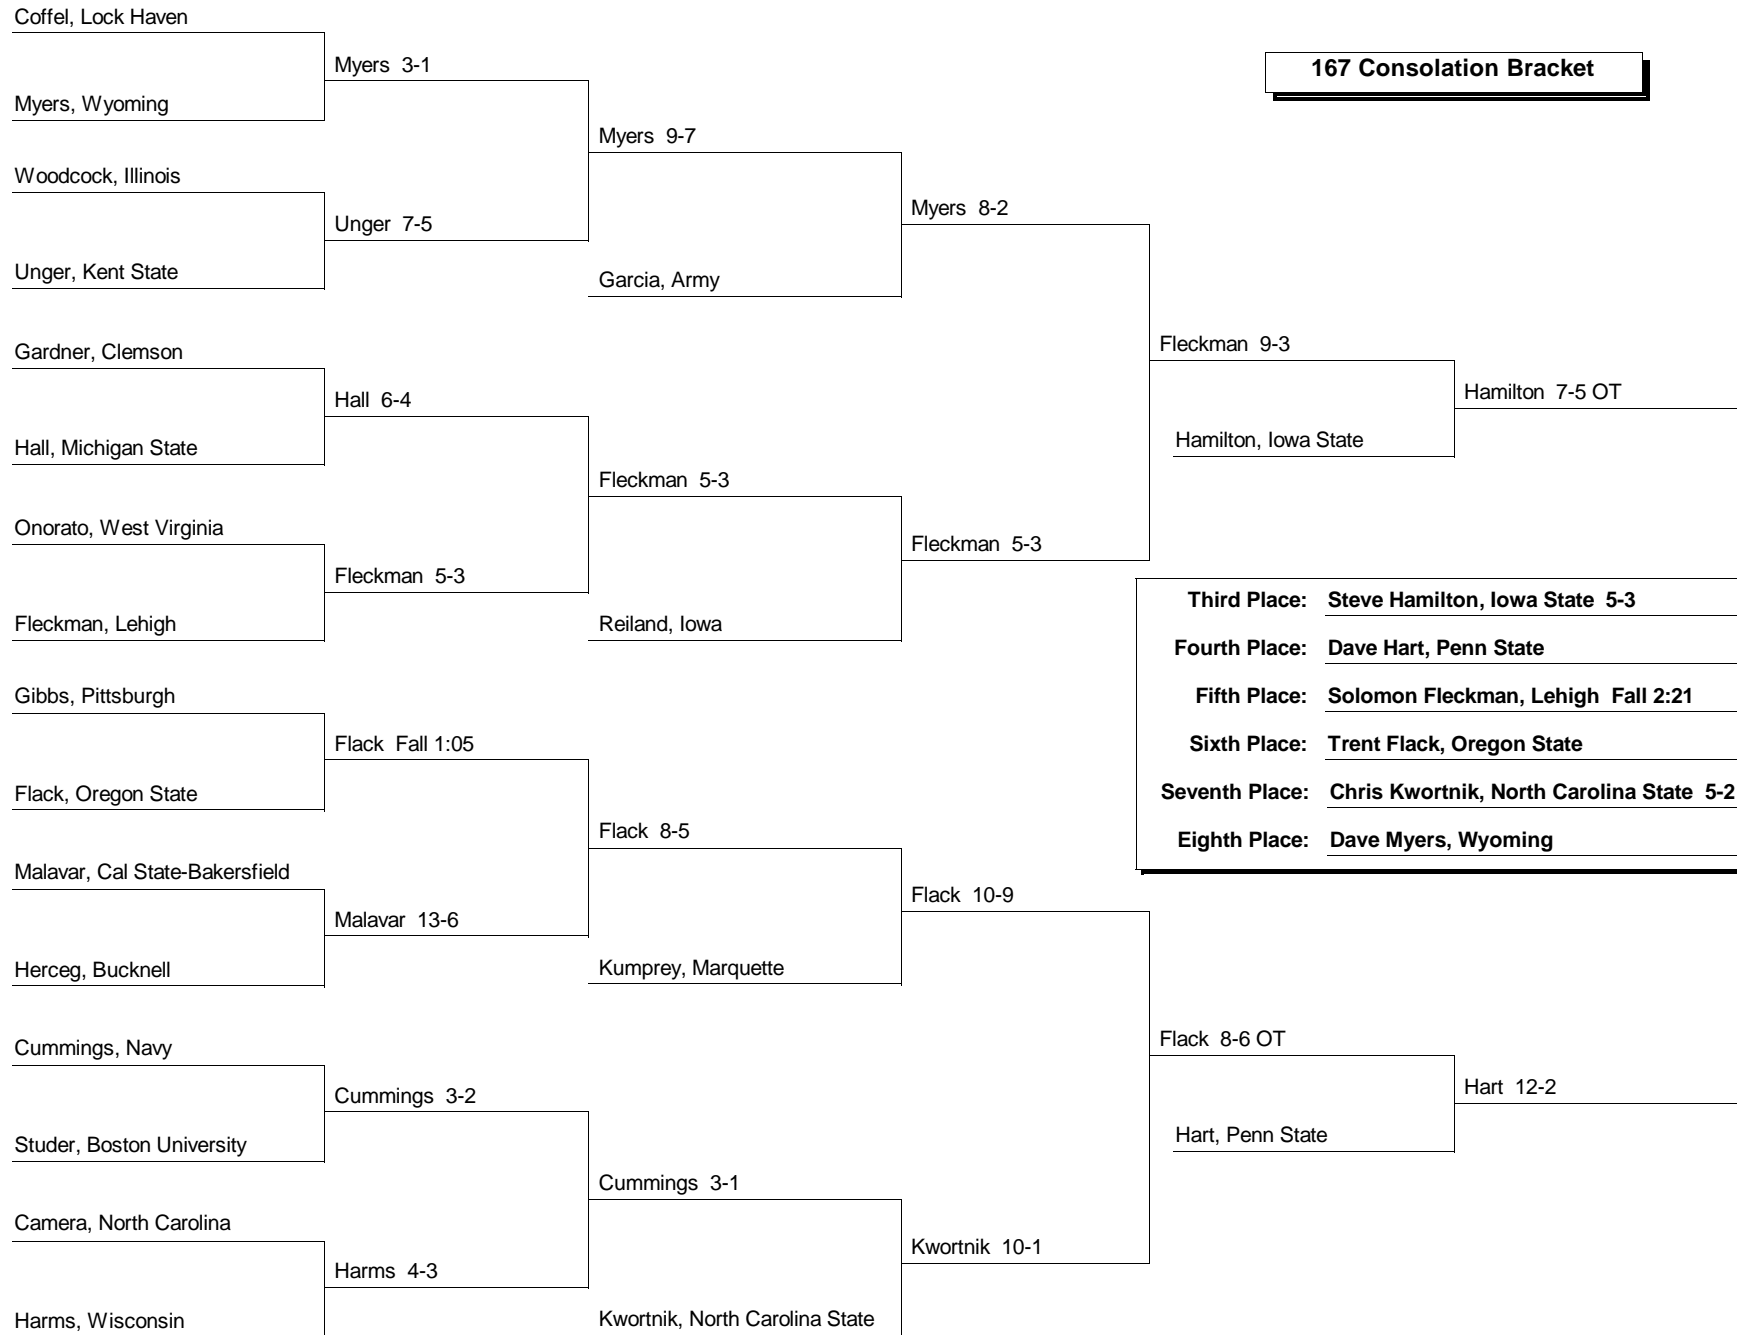 Coffel, Lock Haven
Myers  3-1
167 Consolation Bracket
Myers, Wyoming
Myers  9-7
Woodcock, Illinois
Myers  8-2
Unger  7-5
Unger, Kent State
Garcia, Army
Fleckman  9-3
Gardner, Clemson
Hamilton  7-5 OT
Hall  6-4
Hamilton, Iowa State
Hall, Michigan State
Fleckman  5-3
Onorato, West Virginia
Fleckman  5-3
Fleckman  5-3
Third Place: Steve Hamilton, Iowa State  5-3
Fleckman, Lehigh
Reiland, Iowa
Fourth Place: Dave Hart, Penn State
Gibbs, Pittsburgh
Fifth Place: Solomon Fleckman, Lehigh  Fall 2:21
Flack  Fall 1:05
Sixth Place: Trent Flack, Oregon State
Flack, Oregon State
Seventh Place: Chris Kwortnik, North Carolina State  5-2
Flack  8-5
Eighth Place: Dave Myers, Wyoming
Malavar, Cal State-Bakersfield
Flack  10-9
Malavar  13-6
Herceg, Bucknell
Kumprey, Marquette
Flack  8-6 OT
Cummings, Navy
Hart  12-2
Cummings  3-2
Hart, Penn State
Studer, Boston University
Cummings  3-1
Camera, North Carolina
Kwortnik  10-1
Harms  4-3
Harms, Wisconsin
Kwortnik, North Carolina State